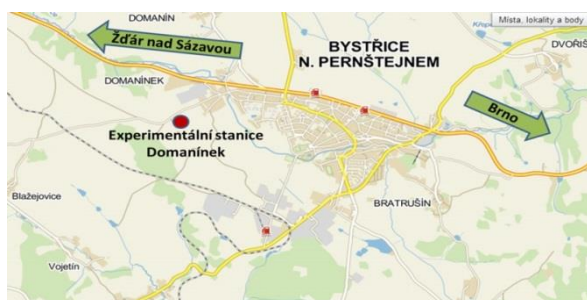 DOMANÍN
Místa, lokality a body
Žďár nad Sázavou
BYSTŘICE
N. PERNŠTEJNEM
DVOŘIŠ
DOMANÍNEK
Brno
Experimentální stanice
Domanínek
Blažejovice
BRATRUŠÍN
Vojetín